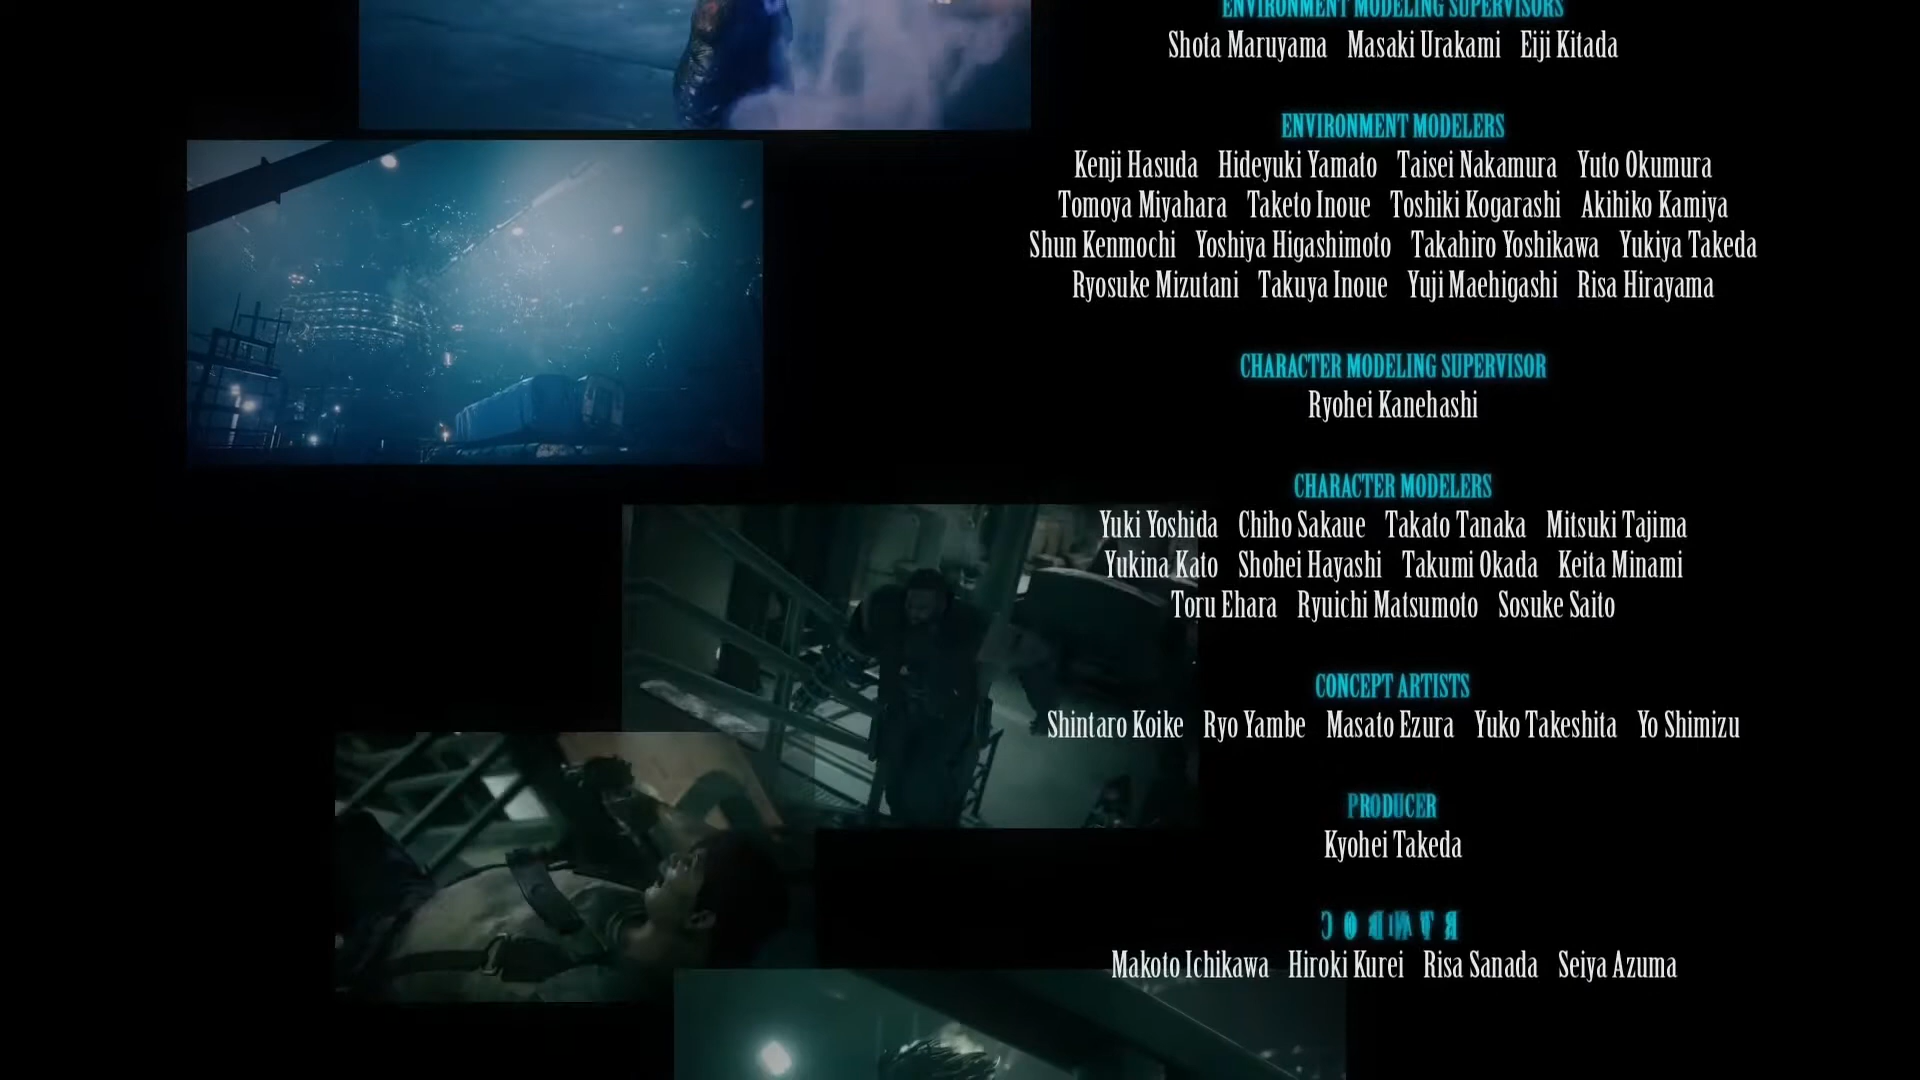 ENVIRONMENT MODELING SUPERVISORS
Shota Maruyama Masaki Urakami Eiji Kitada
ENVIRONMENT MODELERS
Kenji Hasuda Hideyuki Yamato Taisei Nakamura Yuto Okumura
Tomoya Miyahara Taketo Inoue Toshiki Kogarashi Akihiko Kamiya
Shun Kenmochi Yoshiya Higashimoto Takahiro Yoshikawa Yukiya Takeda
Ryosuke Mizutani Takuya Inoue Yuji Maehigashi Risa Hirayama
CHARACTER MODELING SUPERVISOR
Ryohei Kanehashi
CHARACTER MODELERS
Yuki Yoshida Chiho Sakaue Takato Tanaka Mitsuki Tajima
Yukina Kato Shohei Hayashi Takumi Okada Keita Minami
Toru Ehara Ryuichi Matsumoto Sosuke Saito
CONCEPT ARTISTS
Shintaro Koike Ryo Yambe Masato Ezura Yuko Takeshita Yo Shimizu
PRODUCER
Kyohei Takeda
Makoto Ichikawa Hiroki Kurei Risa Sanada Seiya Azuma